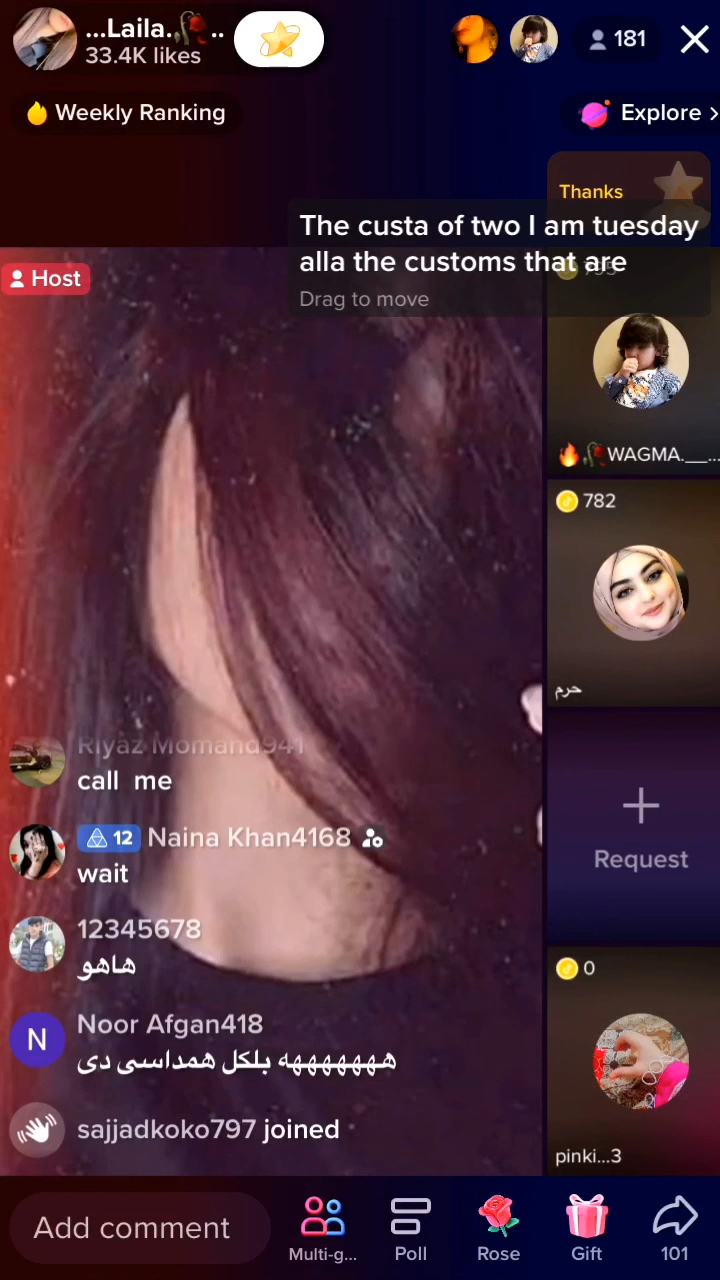 ...Laila.🥀..
33.4K likes
181
Weekly Ranking
Explore >
Thanks
The custa of two I am tuesday
alla the customs that are
Drag to move
Host
795
🔥🥀WAGMA.__...
782
حرم
Request
0
pinki...3
Riyaz Momand941
call me
12 Naina Khan4168
wait
12345678
هاهو
N
Noor Afgan418
هههههههه بلکل همداسی دی
sajjadkoko797 joined
Add comment
Multi-g...
Poll
Rose
Gift
101